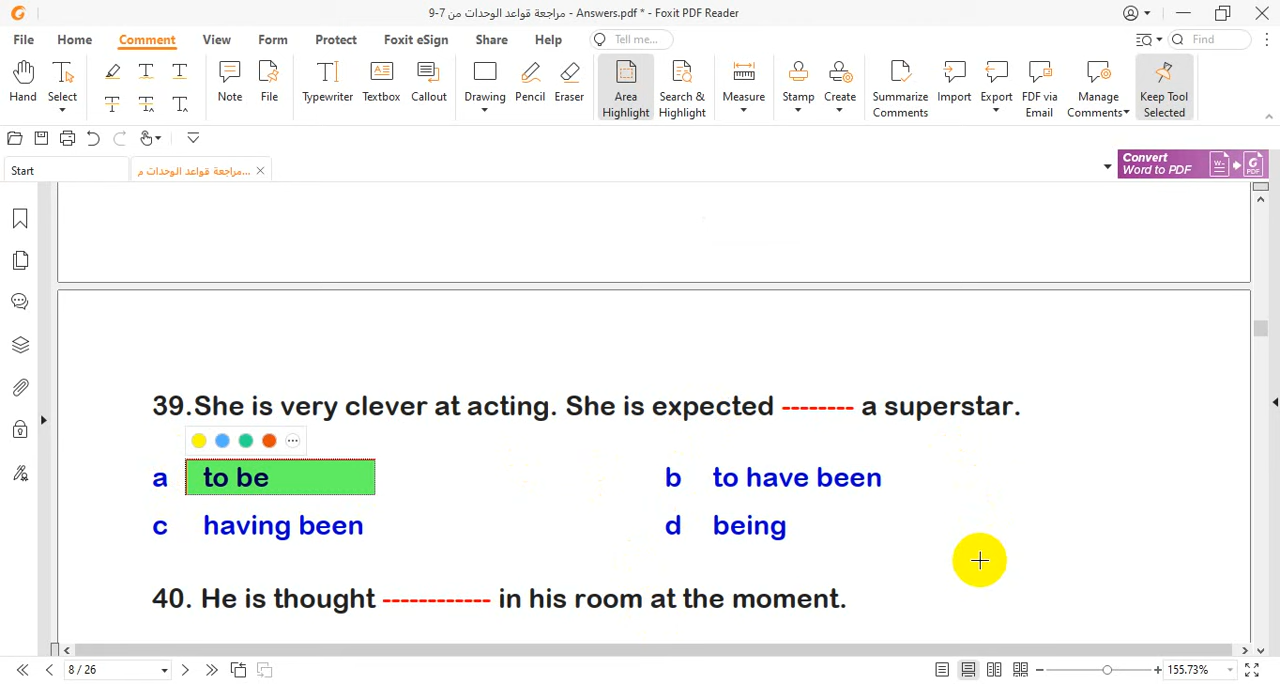 مراجعة قواعد الوحدات من 7-9 - Answers.pdf * - Foxit PDF Reader
File Home Comment View Form Protect Foxit eSign Share Help Tell me... Find
Hand Select Note File Typewriter Textbox Callout Drawing Pencil Eraser Area Highlight Search & Highlight Measure Stamp Create Summarize Comments Import Export FDF via Email Manage Comments Keep Tool Selected
Start مراجعة قواعد الوحدات م... Convert Word to PDF
39.She is very clever at acting. She is expected -------- a superstar.
a to be b to have been
c having been d being
40. He is thought ------------ in his room at the moment.
8 / 26 155.73%